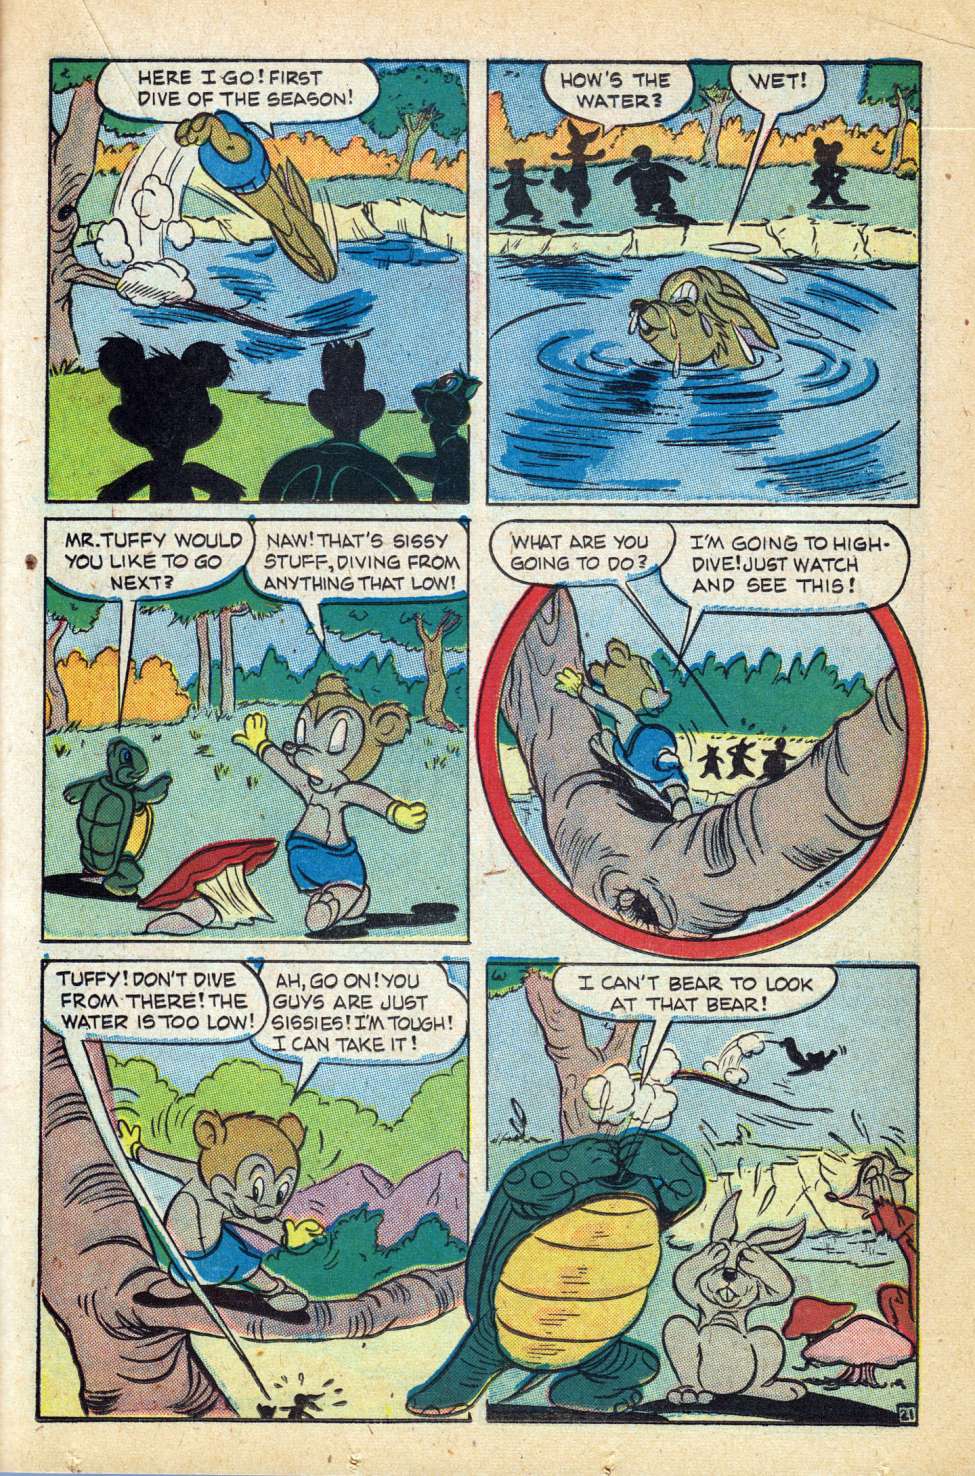 HERE I GO! FIRST
DIVE OF THE SEASON!
HOW'S THE
WATER?
WET!
MR. TUFFY WOULD
YOU LIKE TO GO
NEXT?
NAW! THAT'S SISSY
STUFF, DIVING FROM
ANYTHING THAT LOW!
WHAT ARE YOU
GOING TO DO?
I'M GOING TO HIGH-
DIVE! JUST WATCH
AND SEE THIS!
TUFFY! DON'T DIVE
FROM THERE! THE
WATER IS TOO LOW!
AH, GO ON! YOU
GUYS ARE JUST
SISSIES! I'M TOUGH!
I CAN TAKE IT!
I CAN'T BEAR TO LOOK
AT THAT BEAR!
21